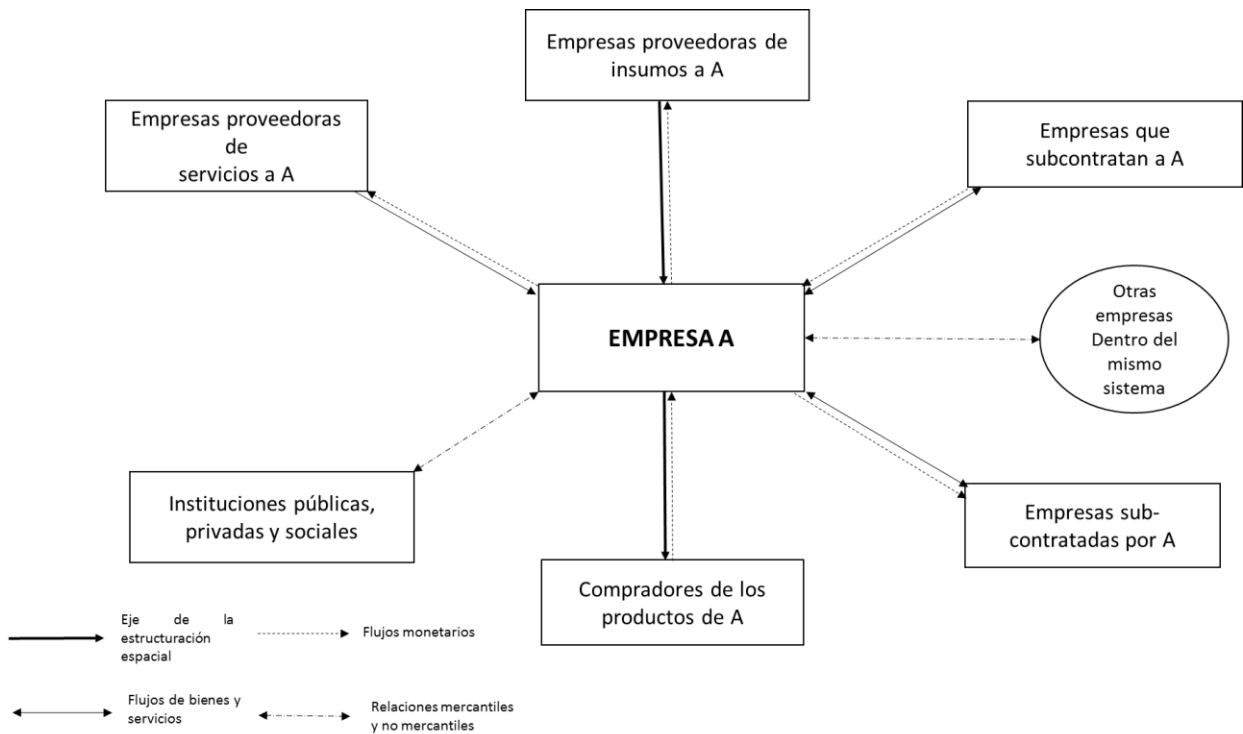 Empresas proveedoras de
insumos a A
Empresas proveedoras
de
servicios a A
Empresas que
subcontratan a A
EMPRESA A
Otras
empresas
Dentro del
mismo
sistema
Instituciones públicas,
privadas y sociales
Compradores de los
productos de A
Empresas sub-
contratadas por A
Eje de la
estructuración
espacial
Flujos monetarios
Flujos de bienes y
servicios
Relaciones mercantiles
y no mercantiles